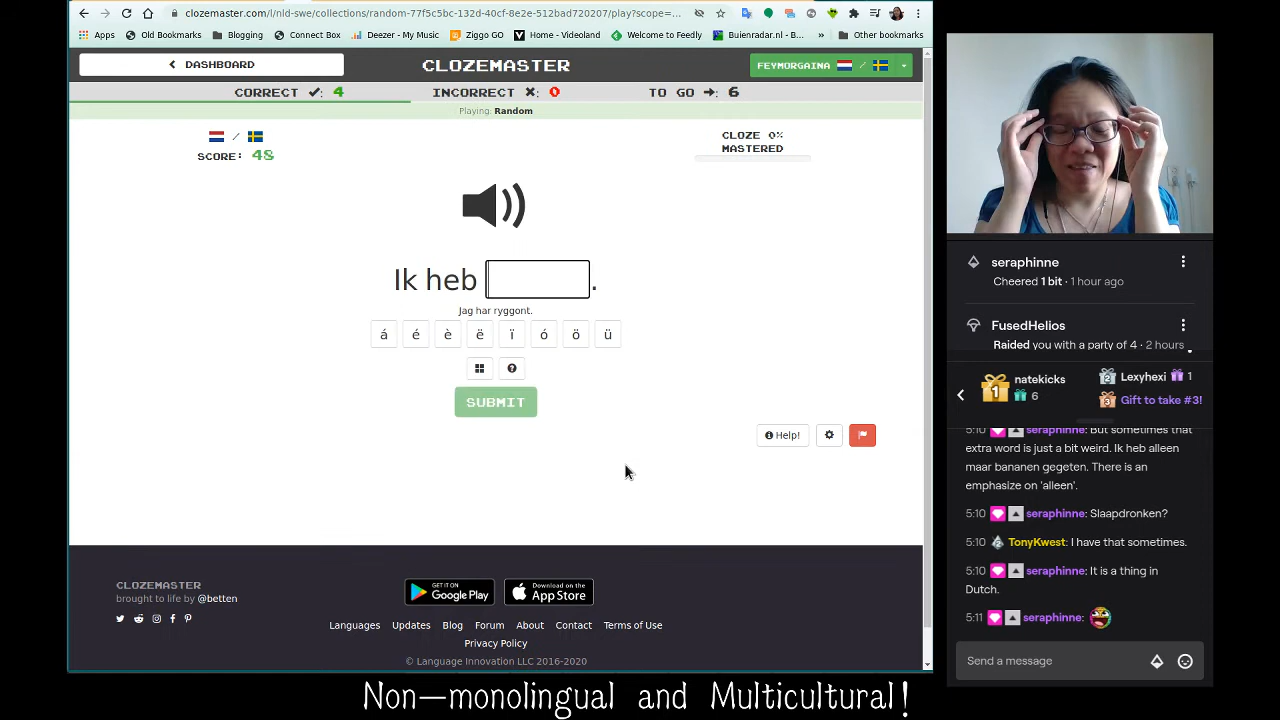 clozemaster.com/l/nld-swe/collections/random-77f5c5bc-132d-40cf-8e2e-512bad720207/play?scope=...
Apps Old Bookmarks Blogging Connect Box Deezer - My Music Ziggo GO Home - Videoland Welcome to Feedly Buienradar.nl - B... » Other bookmarks
DASHBOARD
CLOZEMASTER
FEYMORGAINA /
CORRECT : 4 INCORRECT : 0 TO GO : 6
Playing: Random
/
SCORE: 48
CLOZE 0%
MASTERED
Ik heb .
Jag har ryggont.
á é è ë ï ó ö ü
SUBMIT
Help!
CLOZEMASTER
brought to life by @betten
GET IT ON
Google Play
Download on the
App Store
Languages Updates Blog Forum About Contact Terms of Use
Privacy Policy
© Language Innovation LLC 2016-2020
seraphinne
Cheered 1 bit · 1 hour ago
FusedHelios
Raided you with a party of 4 · 2 hours
1 natekicks
6
2 Lexyhexi 1
3 Gift to take #3!
5:10 seraphinne: But sometimes that
extra word is just a bit weird. Ik heb alleen
maar bananen gegeten. There is an
emphasize on 'alleen'.
5:10 seraphinne: Slaapdronken?
5:10 TonyKwest: I have that sometimes.
5:10 seraphinne: It is a thing in
Dutch.
5:11 seraphinne:
Send a message
Non-monolingual and Multicultural!